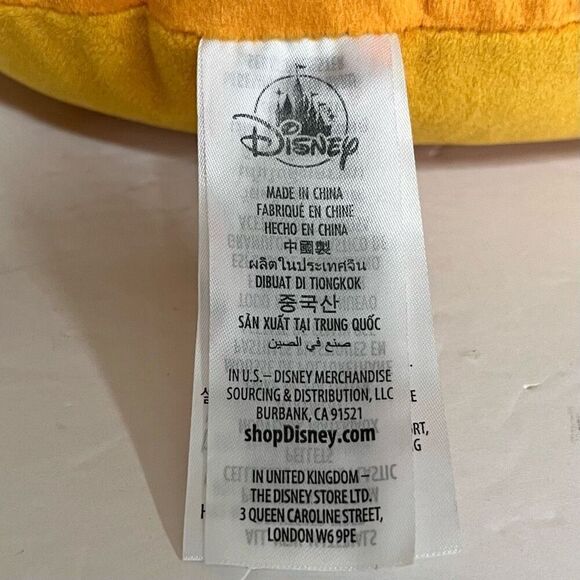 Disney
MADE IN CHINA
FABRIQUÉ EN CHINE
HECHO EN CHINA
中國製
ผลิตในประเทศจีน
DIBUAT DI TIONGKOK
중국산
SẢN XUẤT TẠI TRUNG QUỐC
صنع في الصين
IN U.S.– DISNEY MERCHANDISE
SOURCING & DISTRIBUTION, LLC
BURBANK, CA 91521
shopDisney.com
IN UNITED KINGDOM –
THE DISNEY STORE LTD.
3 QUEEN CAROLINE STREET,
LONDON W6 9PE